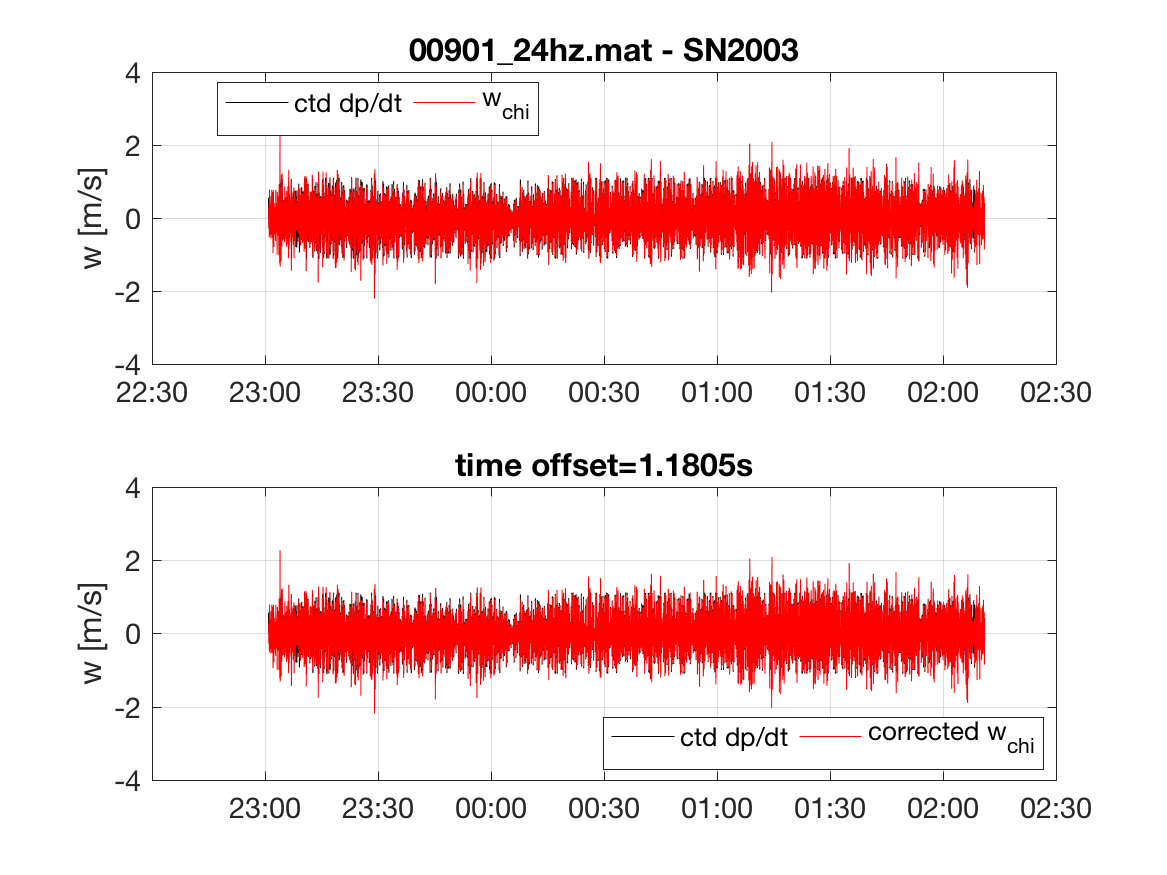 00901_24hz.mat - SN2003
4
ctd dp/dt w_chi
2
w [m/s]
0
-2
-4
22:30 23:00 23:30 00:00 00:30 01:00 01:30 02:00 02:30
time offset=1.1805s
4
2
w [m/s]
0
-2
ctd dp/dt corrected w_chi
-4
23:00 23:30 00:00 00:30 01:00 01:30 02:00 02:30